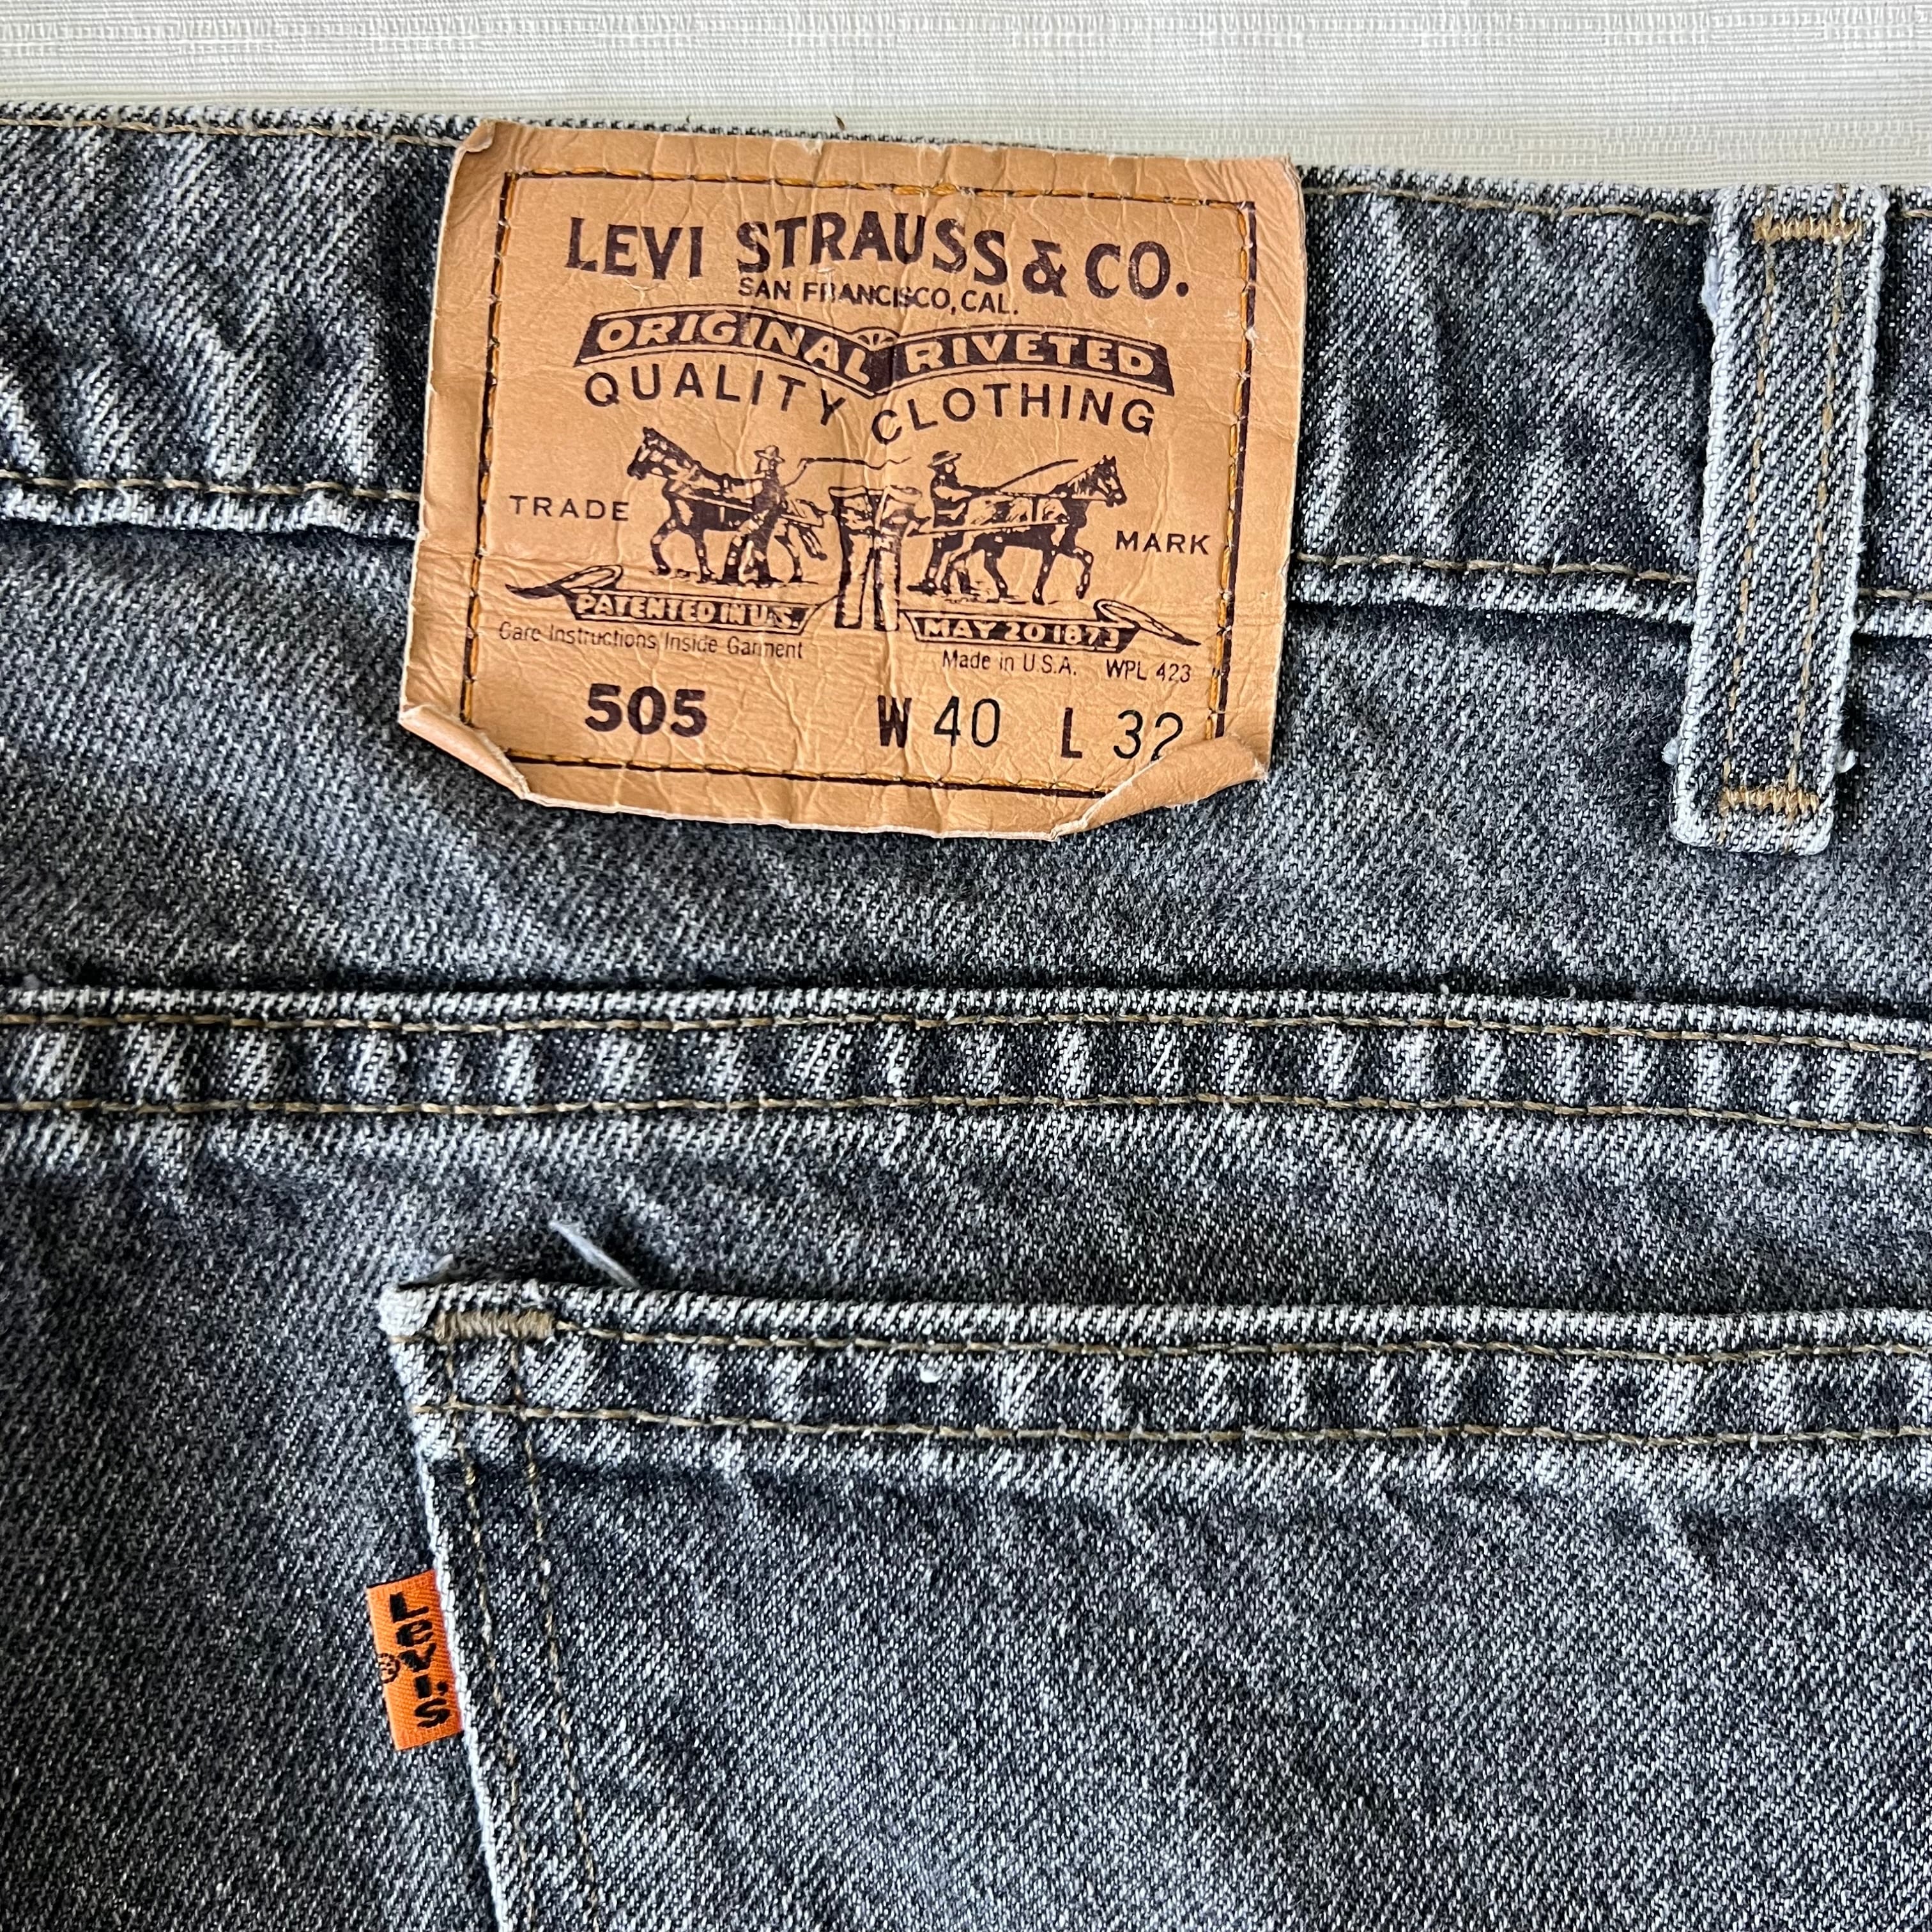 LEVI STRAUSS & CO.
SAN FRANCISCO, CAL.
ORIGINAL RIVETED
QUALITY CLOTHING
TRADE MARK
PATENTED IN U.S. MAY 20 1873
Care Instructions Inside Garment
Made in U.S.A. WPL 423
505 W 40 L 32
LEVI'S ®